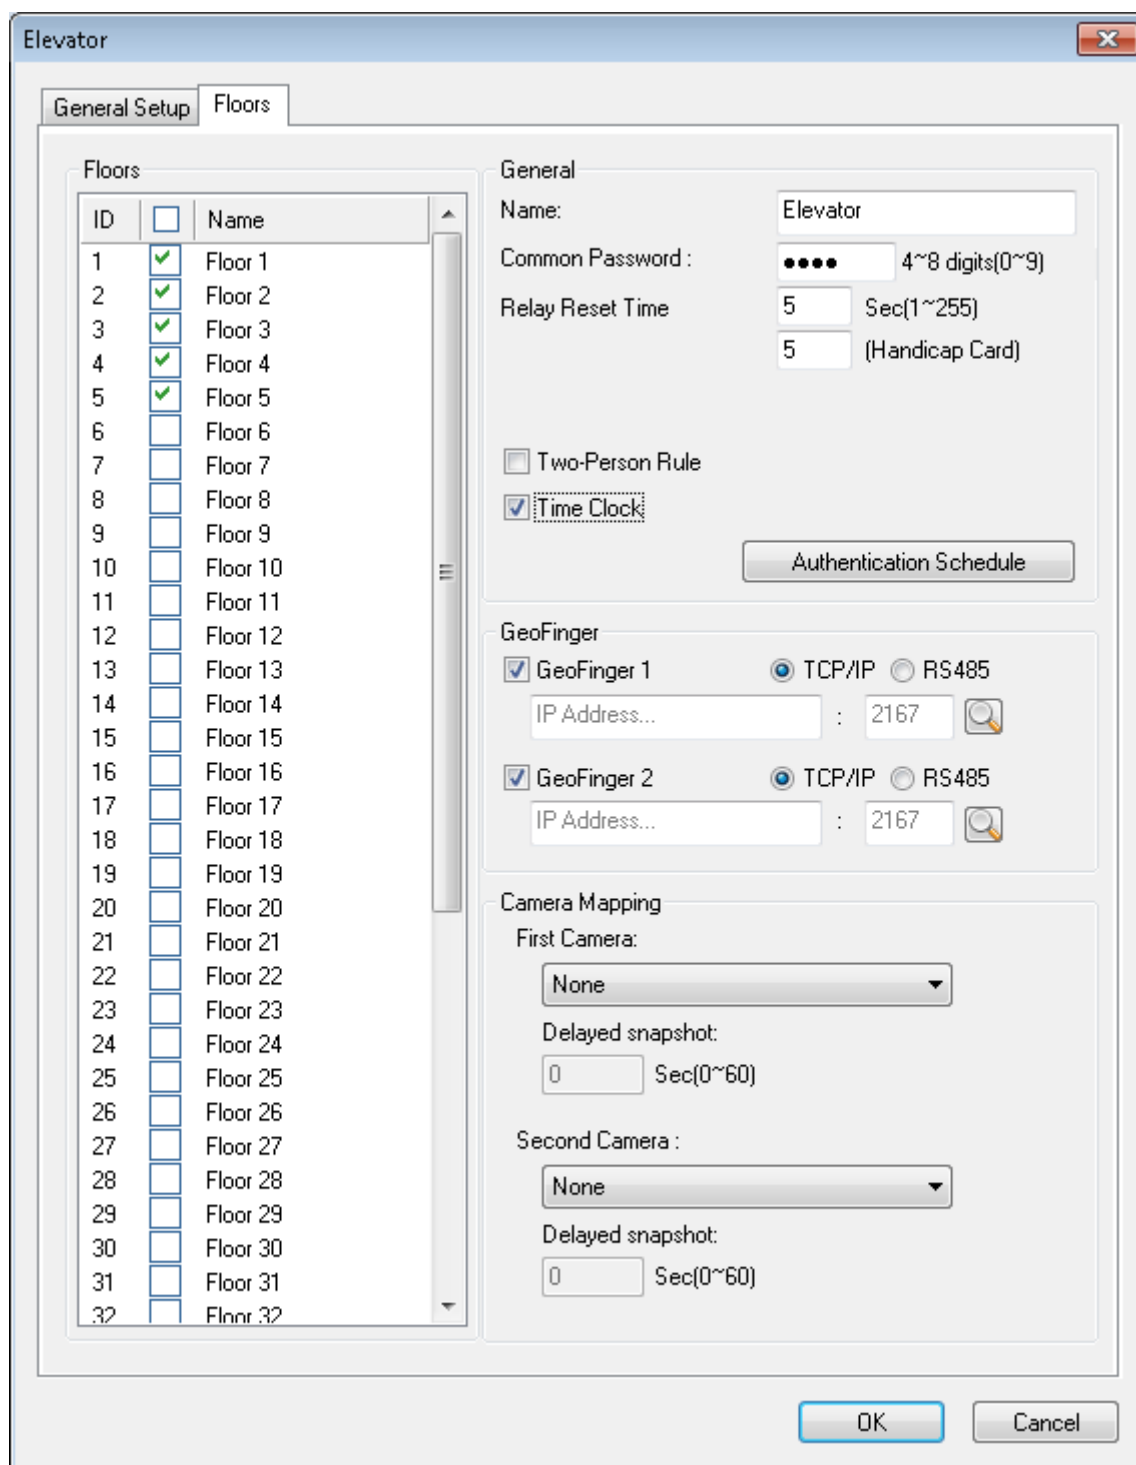 Elevator
General Setup Floors
Floors
ID Name
1 Floor 1
2 Floor 2
3 Floor 3
4 Floor 4
5 Floor 5
6 Floor 6
7 Floor 7
8 Floor 8
9 Floor 9
10 Floor 10
11 Floor 11
12 Floor 12
13 Floor 13
14 Floor 14
15 Floor 15
16 Floor 16
17 Floor 17
18 Floor 18
19 Floor 19
20 Floor 20
21 Floor 21
22 Floor 22
23 Floor 23
24 Floor 24
25 Floor 25
26 Floor 26
27 Floor 27
28 Floor 28
29 Floor 29
30 Floor 30
31 Floor 31
32 Floor 32
General
Name: Elevator
Common Password : •••• 4~8 digits(0~9)
Relay Reset Time 5 Sec(1~255)
5 (Handicap Card)
Two-Person Rule
Time Clock
Authentication Schedule
GeoFinger
GeoFinger 1 TCP/IP RS485
IP Address... : 2167
GeoFinger 2 TCP/IP RS485
IP Address... : 2167
Camera Mapping
First Camera:
None
Delayed snapshot:
0 Sec(0~60)
Second Camera :
None
Delayed snapshot:
0 Sec(0~60)
OK Cancel